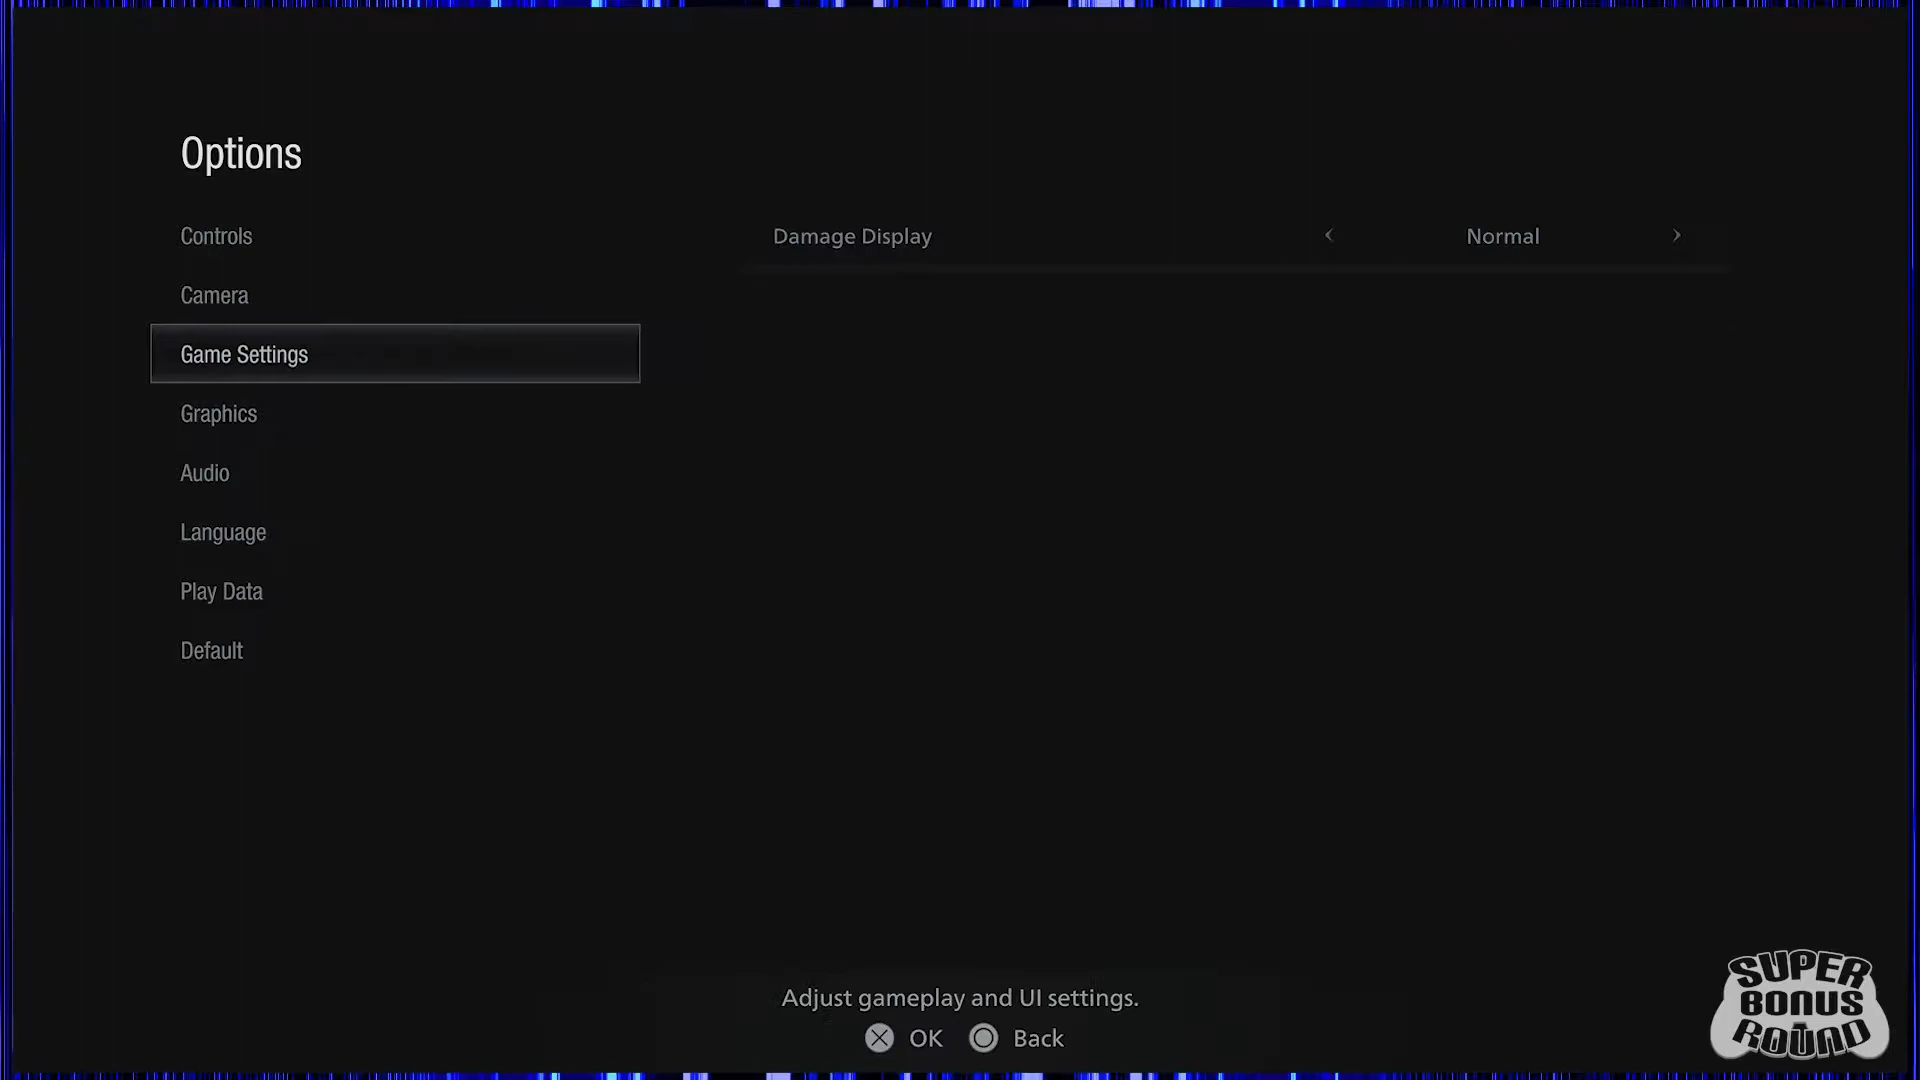 Options
Controls
Damage Display
Normal
Camera
Game Settings
Graphics
Audio
Language
Play Data
Default
Adjust gameplay and UI settings.
OK
Back
SUPER
BONUS
ROUND